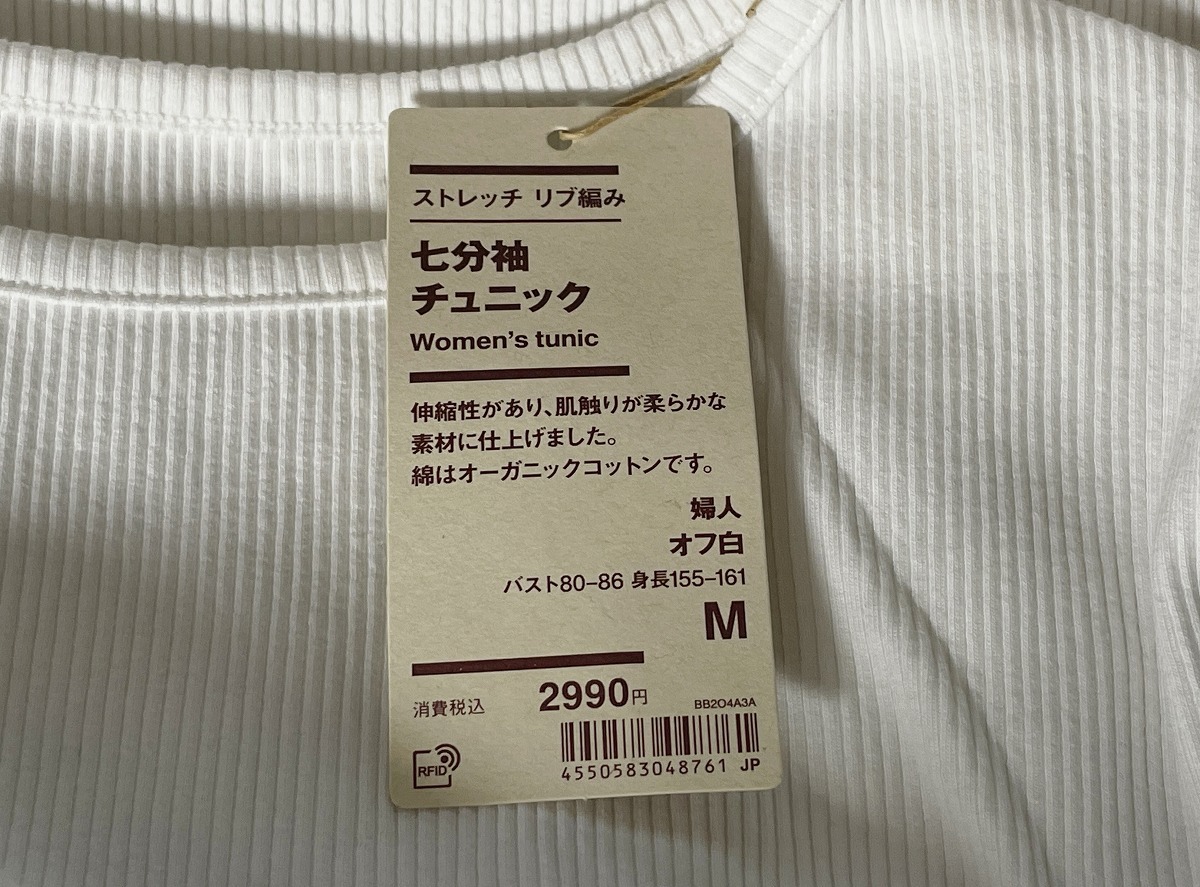 ストレッチ リブ編み
七分袖
チュニック
Women's tunic
伸縮性があり、肌触りが柔らかな
素材に仕上げました。
綿はオーガニックコットンです。
婦人
オフ白
バスト80–86 身長155–161
M
消費税込 2990円
BB2O4A3A
RFID
4550583048761 JP